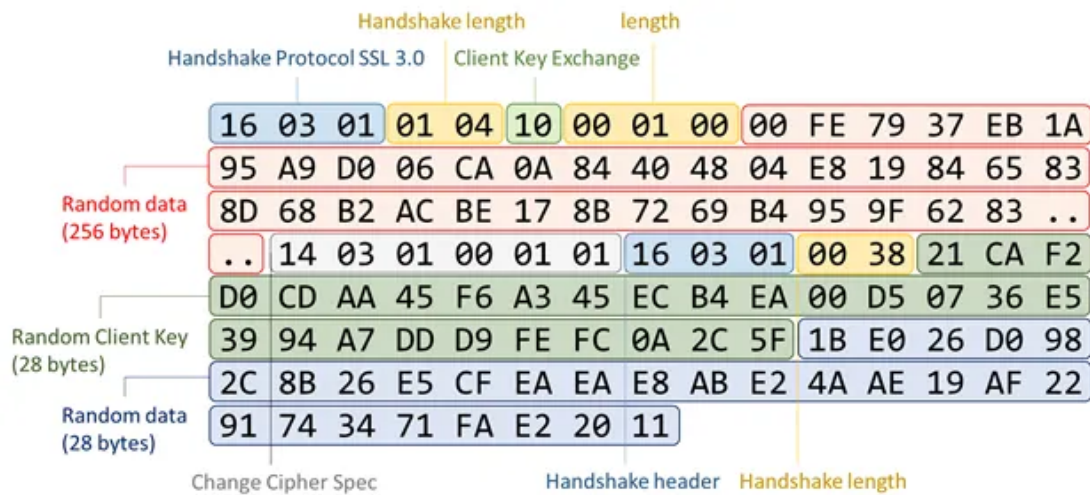 Handshake length length
Handshake Protocol SSL 3.0 Client Key Exchange
16 03 01 01 04 10 00 01 00 00 FE 79 37 EB 1A
95 A9 D0 06 CA 0A 84 40 48 04 E8 19 84 65 83
Random data
(256 bytes)
8D 68 B2 AC BE 17 8B 72 69 B4 95 9F 62 83 ..
.. 14 03 01 00 01 01 16 03 01 00 38 21 CA F2
D0 CD AA 45 F6 A3 45 EC B4 EA 00 D5 07 36 E5
Random Client Key
(28 bytes)
39 94 A7 DD D9 FE FC 0A 2C 5F 1B E0 26 D0 98
2C 8B 26 E5 CF EA EA E8 AB E2 4A AE 19 AF 22
Random data
(28 bytes)
91 74 34 71 FA E2 20 11
Change Cipher Spec Handshake header Handshake length